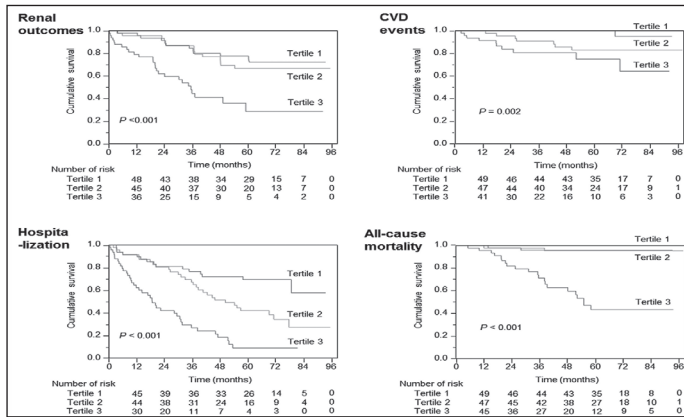 Renal
outcomes
1.0
0.8
0.6
0.4
0.2
0.0
Cumulative survival
Tertile 1
Tertile 2
Tertile 3
P <0.001
0 12 24 36 48 60 72 84 96
Time (months)
Number of risk
Tertile 1 48 43 38 34 29 15 7 0
Tertile 2 45 40 37 30 20 13 7 0
Tertile 3 36 25 15 9 5 4 2 0
CVD
events
1.0
0.8
0.6
0.4
0.2
0.0
Cumulative survival
Tertile 1
Tertile 2
Tertile 3
P = 0.002
0 12 24 36 48 60 72 84 96
Time (months)
Number of risk
Tertile 1 49 46 44 43 35 17 7 0
Tertile 2 47 44 40 34 24 17 9 1
Tertile 3 41 30 22 16 10 6 3 0
Hospita
-lization
1.0
0.8
0.6
0.4
0.2
0.0
Cumulative survival
Tertile 1
Tertile 2
Tertile 3
P < 0.001
0 12 24 36 48 60 72 84 96
Time (months)
Number of risk
Tertile 1 45 39 36 33 26 14 5 0
Tertile 2 44 38 31 24 16 9 4 0
Tertile 3 30 20 11 7 4 3 0 0
All-cause
mortality
1.0
0.8
0.6
0.4
0.2
0.0
Cumulative survival
Tertile 1
Tertile 2
Tertile 3
P < 0.001
0 12 24 36 48 60 72 84 96
Time (months)
Number of risk
Tertile 1 49 46 44 43 35 18 8 0
Tertile 2 47 45 42 38 27 18 10 1
Tertile 3 45 36 27 20 12 8 5 0